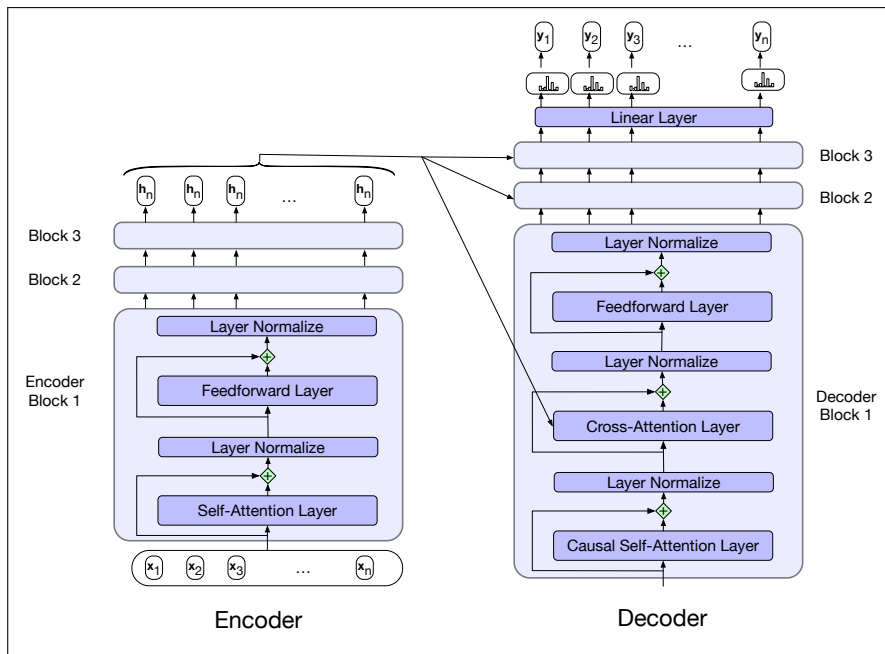 y1 y2 y3 ... yn
Linear Layer
Block 3
Block 2
hn hn hn ... hn
Block 3
Block 2
Encoder
Block 1
Layer Normalize
+
Feedforward Layer
Layer Normalize
+
Self-Attention Layer
x1 x2 x3 ... xn
Encoder
Layer Normalize
+
Feedforward Layer
Layer Normalize
+
Cross-Attention Layer
Layer Normalize
+
Causal Self-Attention Layer
Decoder
Block 1
Decoder